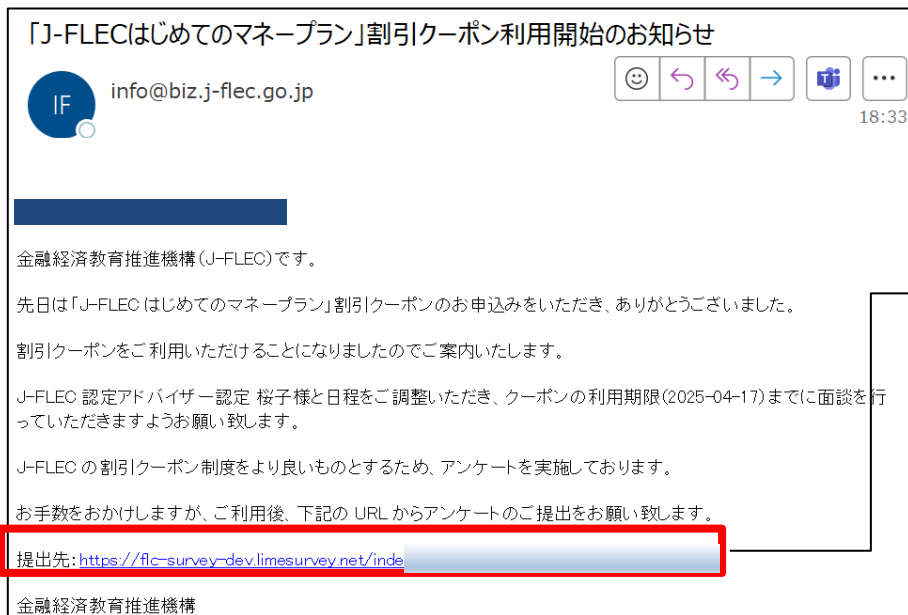 「J-FLECはじめてのマネープラン」割引クーポン利用開始のお知らせ
IF
info@biz.j-flec.go.jp
18:33
金融経済教育推進機構(J-FLEC)です。
先日は「J-FLEC はじめてのマネープラン」割引クーポンのお申込みをいただき、ありがとうございました。
割引クーポンをご利用いただけることになりましたのでご案内いたします。
J-FLEC 認定アドバイザー認定 桜子様と日程をご調整いただき、クーポンの利用期限(2025-04-17)までに面談を行
っていただきますようお願い致します。
J-FLEC の割引クーポン制度をより良いものとするため、アンケートを実施しております。
お手数をおかけしますが、ご利用後、下記の URL からアンケートのご提出をお願い致します。
提出先:https://flc-survey-dev.limesurvey.net/inde
金融経済教育推進機構